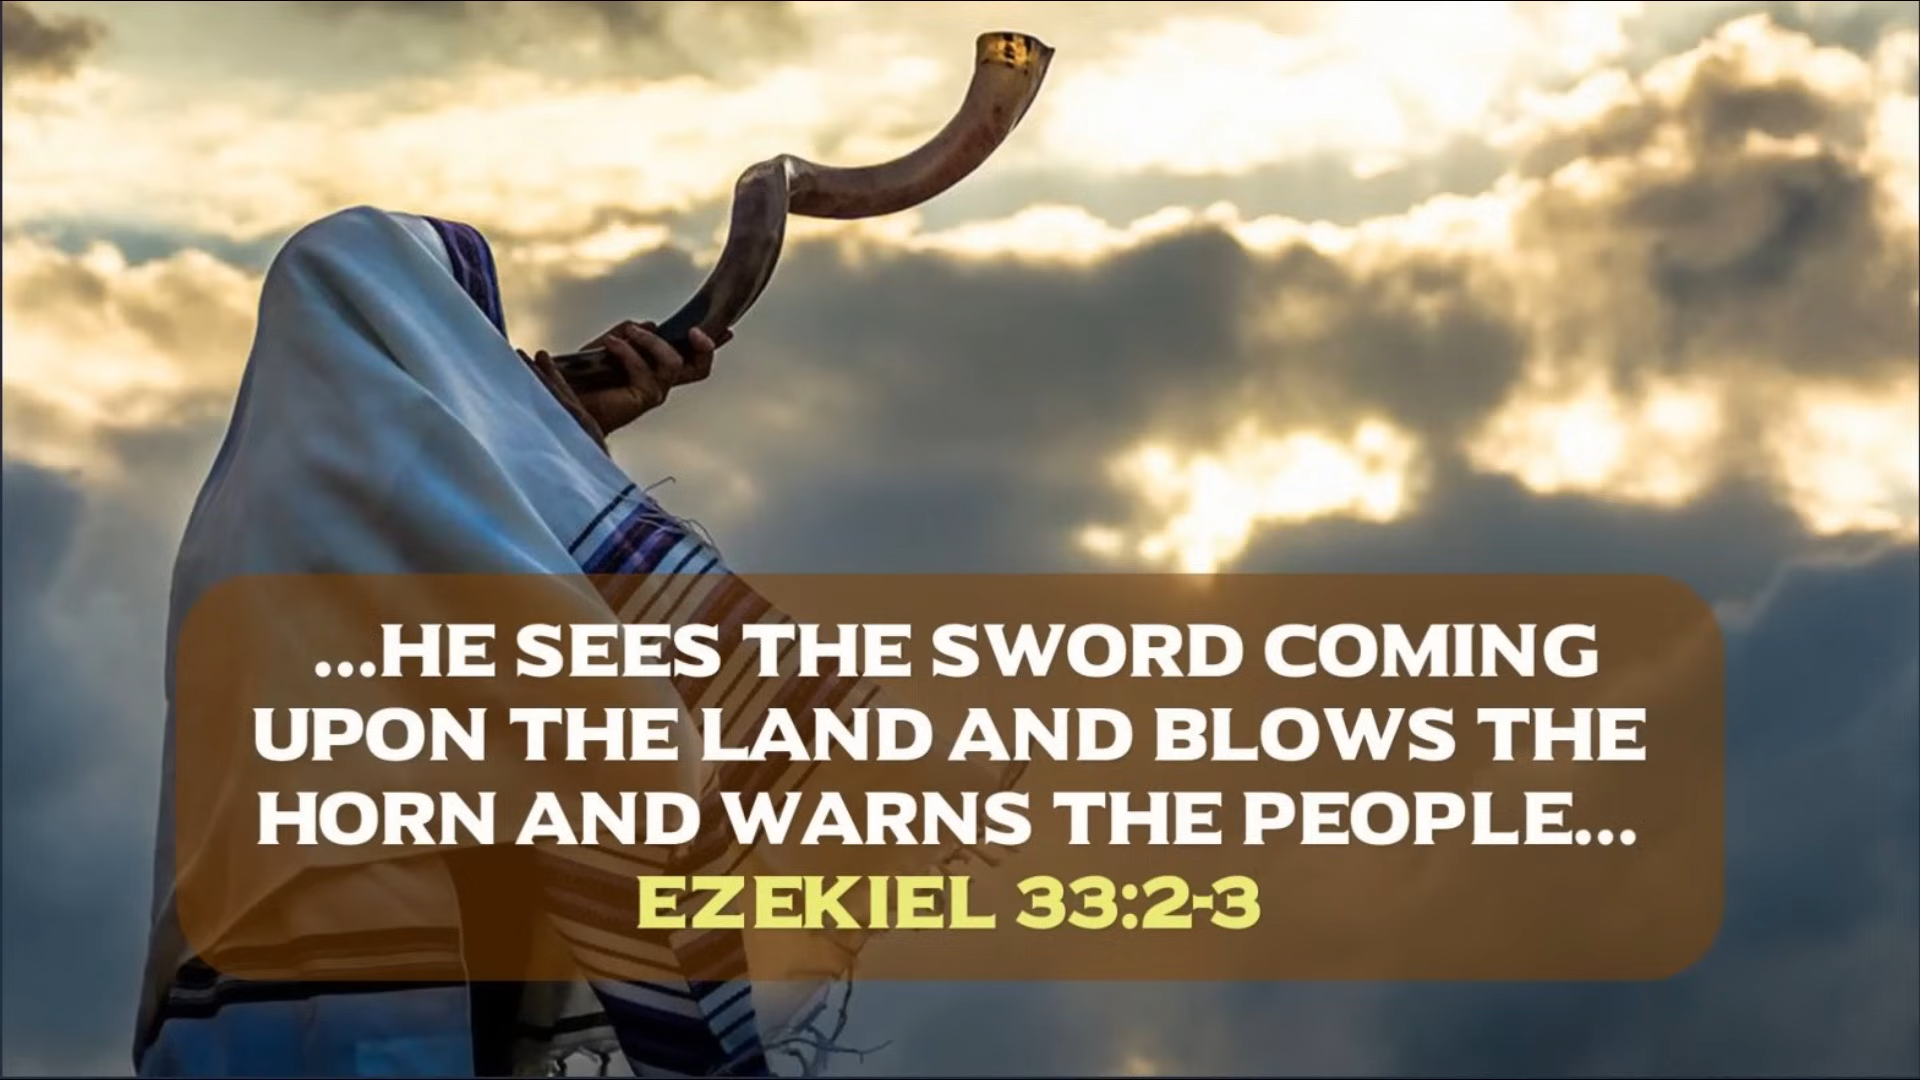 ...HE SEES THE SWORD COMING
UPON THE LAND AND BLOWS THE
HORN AND WARNS THE PEOPLE...
EZEKIEL 33:2-3